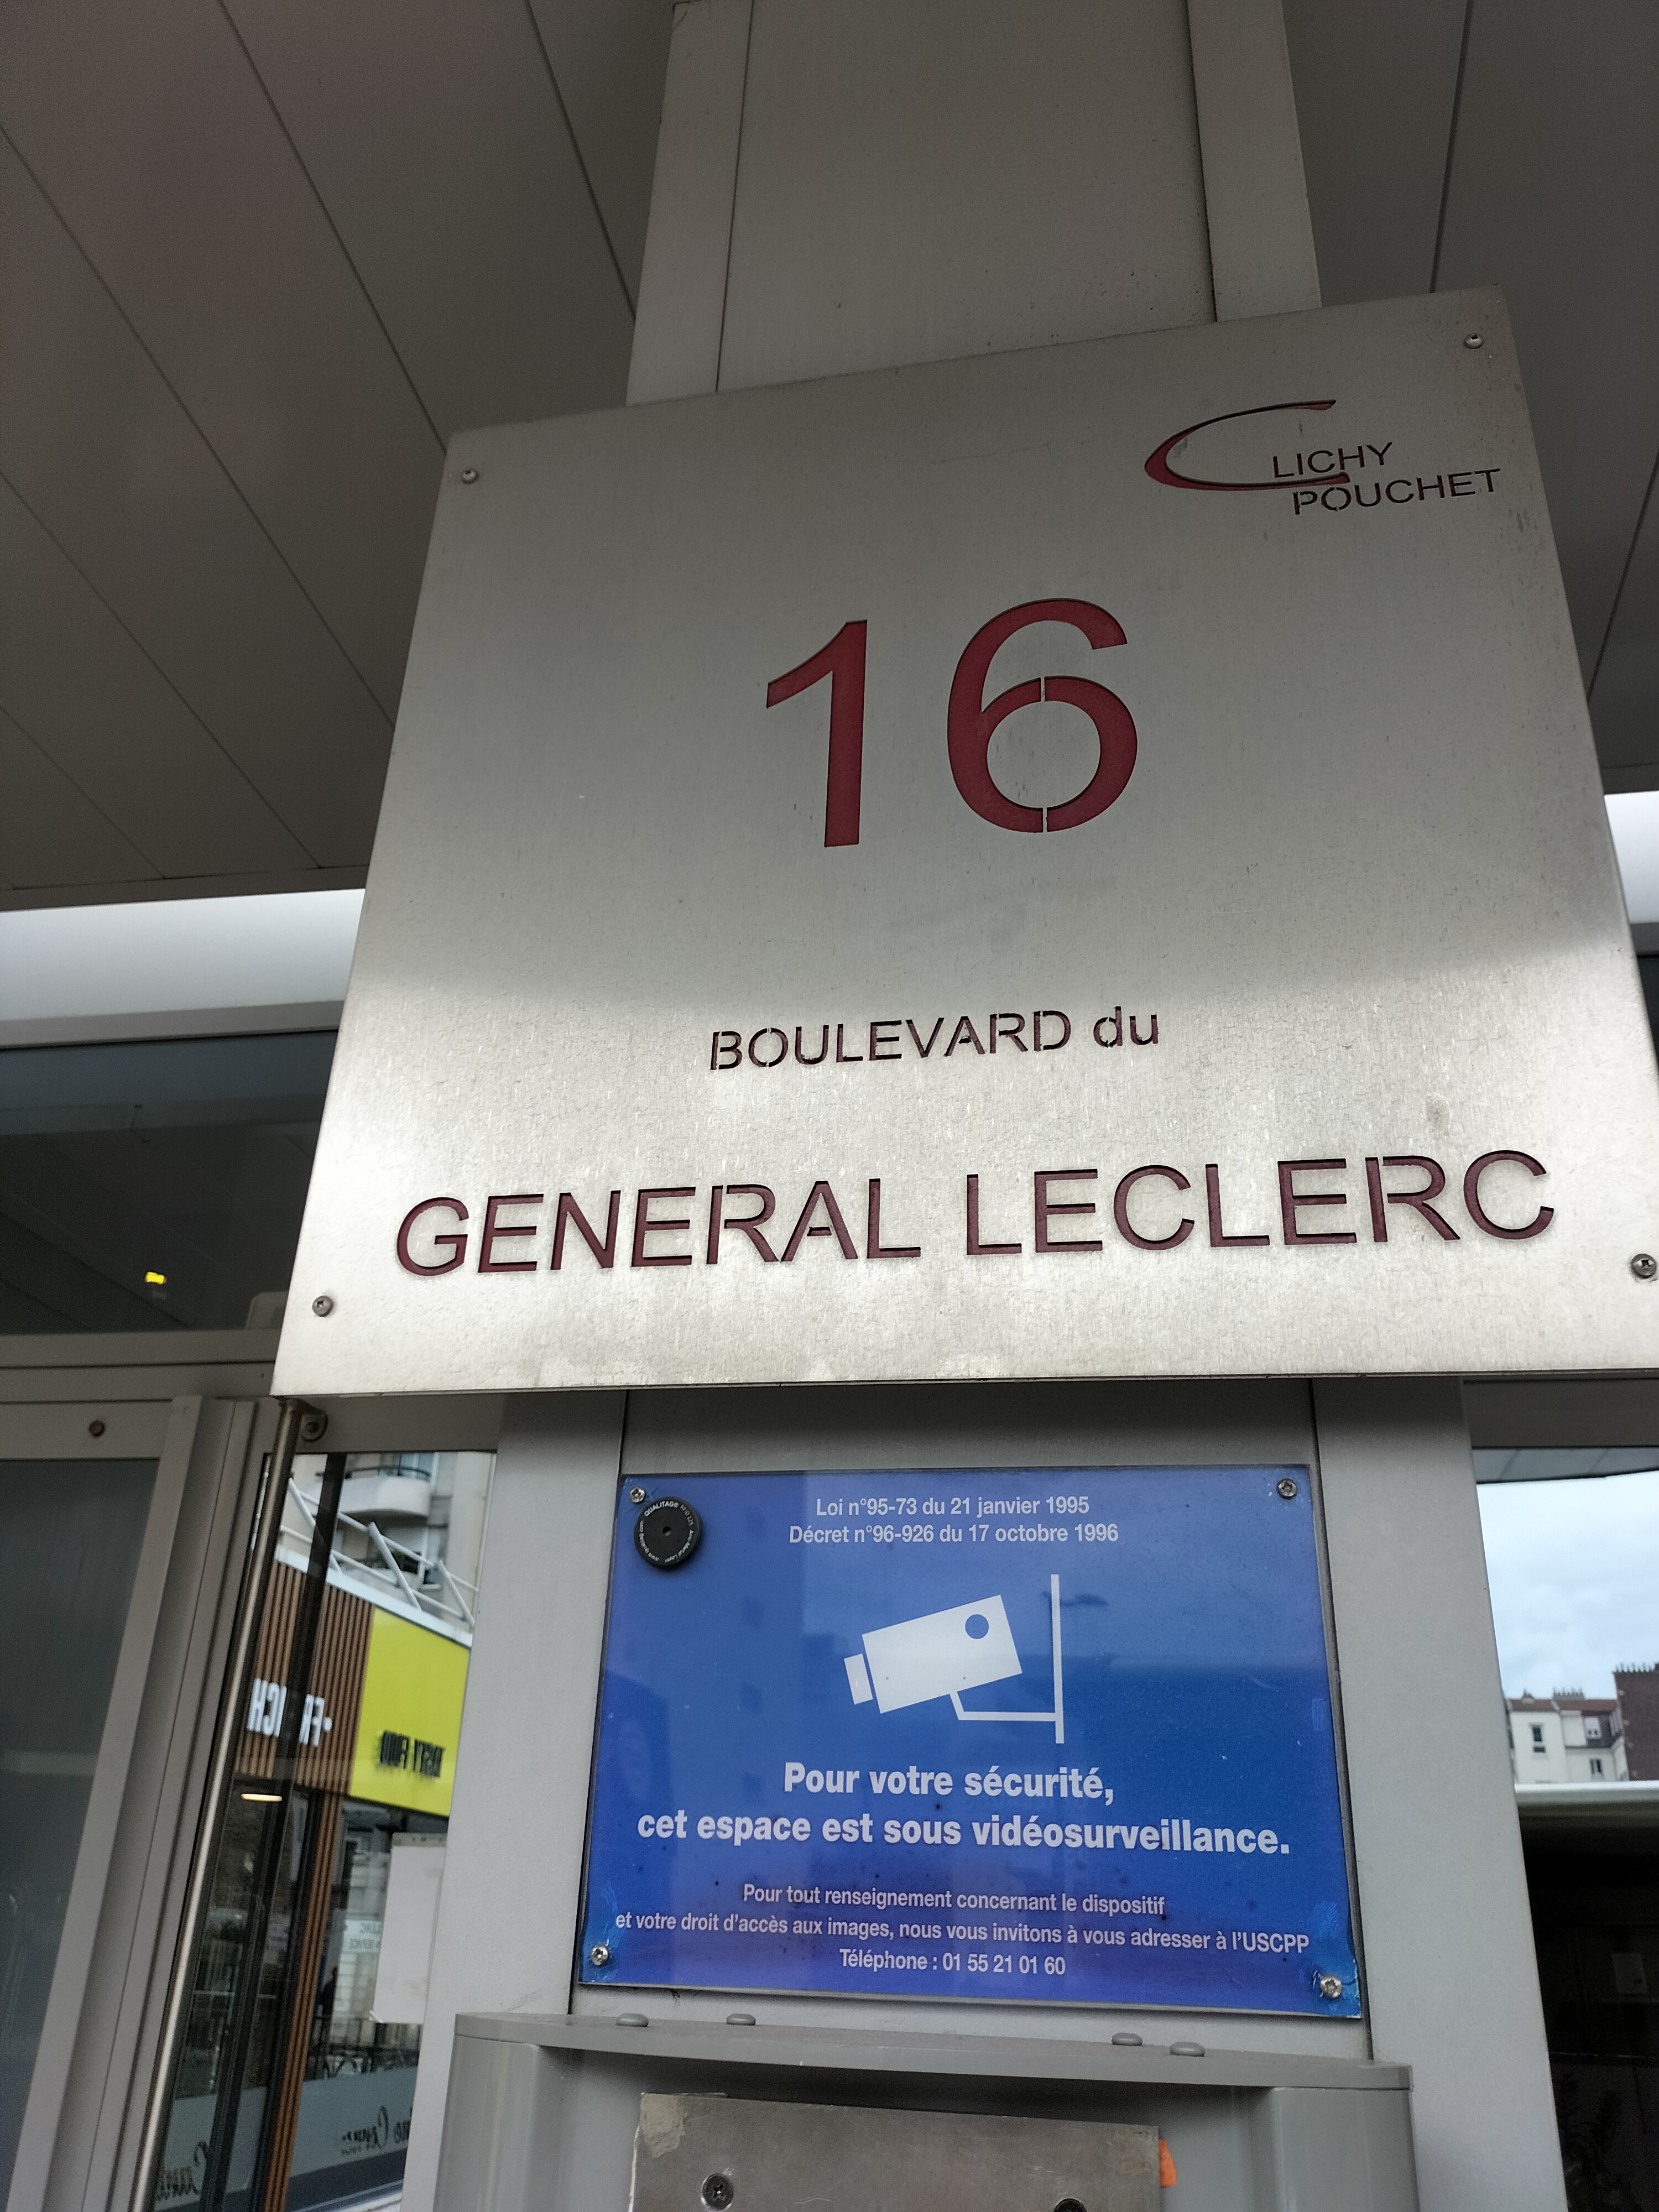 CLICHY
POUCHET
16
BOULEVARD du
GENERAL LECLERC
QUALITAG®
Loi n°95-73 du 21 janvier 1995
Décret n°96-926 du 17 octobre 1996
Pour votre sécurité,
cet espace est sous vidéosurveillance.
Pour tout renseignement concernant le dispositif
et votre droit d'accès aux images, nous vous invitons à vous adresser à l'USCPP
Téléphone : 01 55 21 01 60